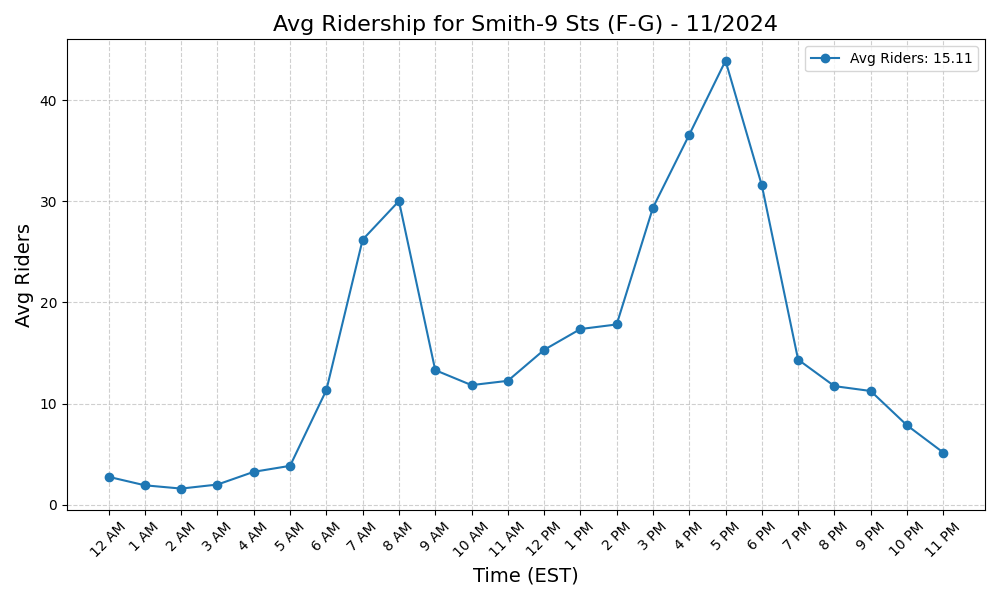 Avg Ridership for Smith-9 Sts (F-G) - 11/2024
Avg Riders: 15.11
Avg Riders
40
30
20
10
0
12 AM
1 AM
2 AM
3 AM
4 AM
5 AM
6 AM
7 AM
8 AM
9 AM
10 AM
11 AM
12 PM
1 PM
2 PM
3 PM
4 PM
5 PM
6 PM
7 PM
8 PM
9 PM
10 PM
11 PM
Time (EST)